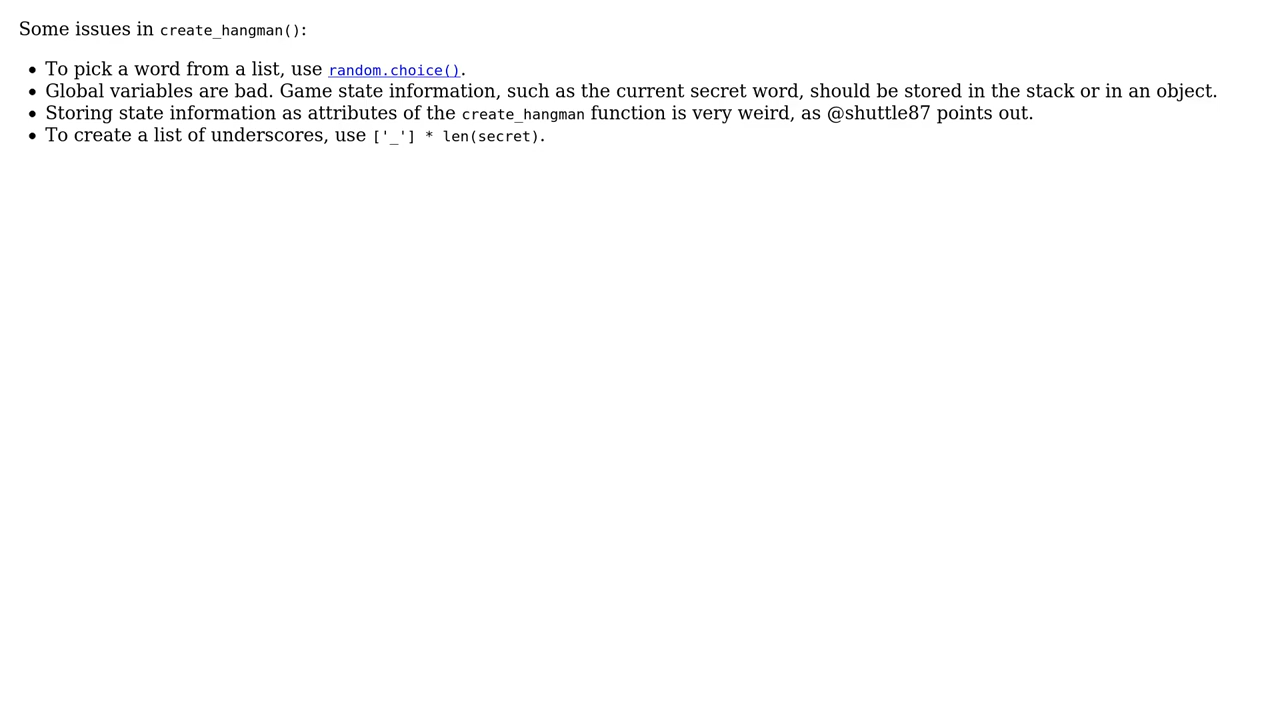 Some issues in create_hangman():
• To pick a word from a list, use random.choice().
• Global variables are bad. Game state information, such as the current secret word, should be stored in the stack or in an object.
• Storing state information as attributes of the create_hangman function is very weird, as @shuttle87 points out.
• To create a list of underscores, use ['_'] * len(secret).